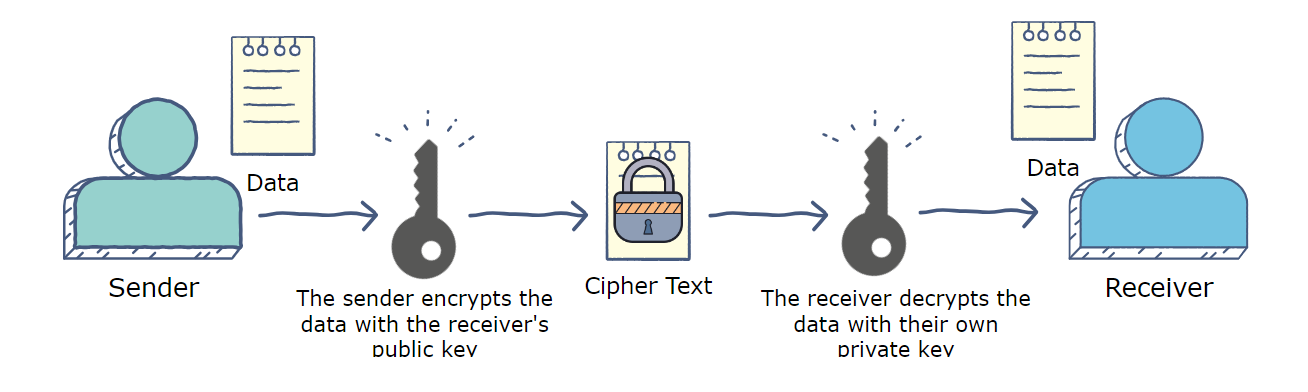 Data
Sender
The sender encrypts the
data with the receiver's
public key
Cipher Text
The receiver decrypts the
data with their own
private key
Data
Receiver